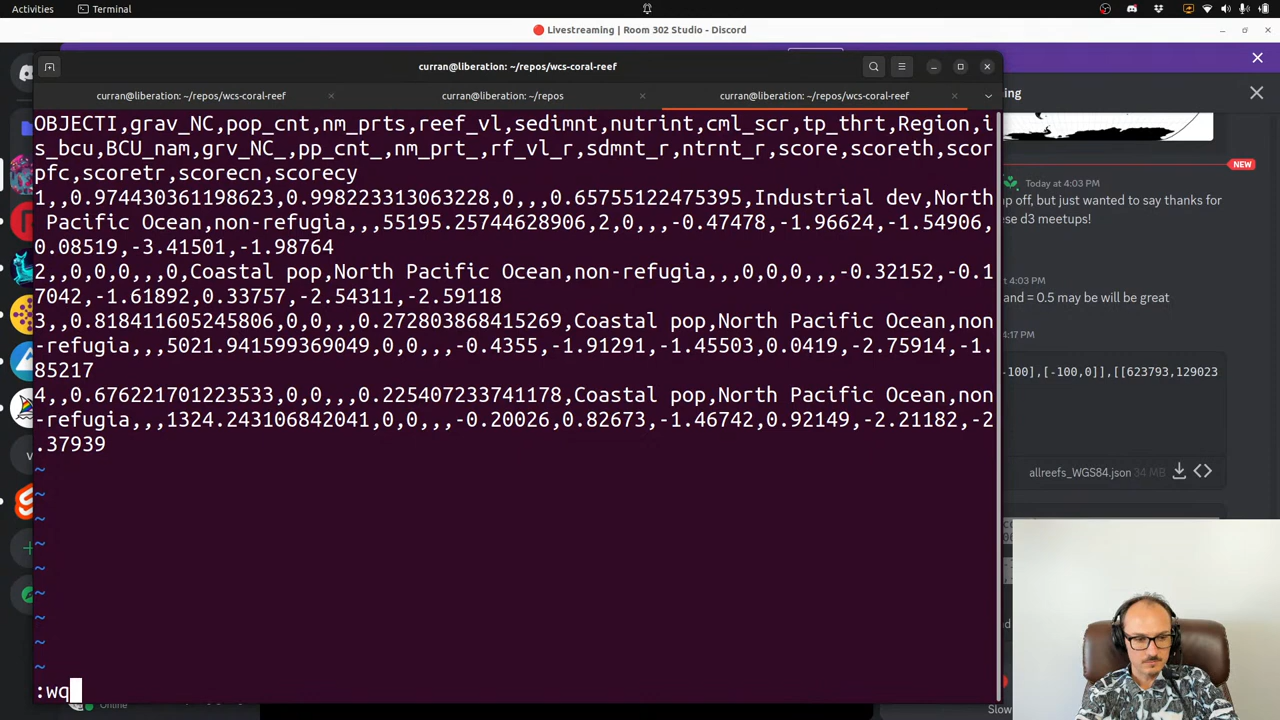 Activities
Terminal
Livestreaming | Room 302 Studio - Discord
curran@liberation: ~/repos/wcs-coral-reef
curran@liberation: ~/repos/wcs-coral-reef
curran@liberation: ~/repos
curran@liberation: ~/repos/wcs-coral-reef
OBJECTI,grav_NC,pop_cnt,nm_prts,reef_vl,sedimnt,nutrint,cml_scr,tp_thrt,Region,i
s_bcu,BCU_nam,grv_NC_,pp_cnt_,nm_prt_,rf_vl_r,sdmnt_r,ntrnt_r,score,scoreth,scor
pfc,scoretr,scorecn,scorecy
1,,0.974430361198623,0.998223313063228,0,,,0.65755122475395,Industrial dev,North
Pacific Ocean,non-refugia,,,55195.25744628906,2,0,,,-0.47478,-1.96624,-1.54906,
0.08519,-3.41501,-1.98764
2,,0,0,0,,,0,Coastal pop,North Pacific Ocean,non-refugia,,,0,0,0,,,-0.32152,-0.1
7042,-1.61892,0.33757,-2.54311,-2.59118
3,,0.818411605245806,0,0,,,0.272803868415269,Coastal pop,North Pacific Ocean,non
-refugia,,,5021.941599369049,0,0,,,-0.4355,-1.91291,-1.45503,0.0419,-2.75914,-1.
85217
4,,0.676221701223533,0,0,,,0.225407233741178,Coastal pop,North Pacific Ocean,non
-refugia,,,1324.243106842041,0,0,,,-0.20026,0.82673,-1.46742,0.92149,-2.21182,-2
.37939
~
~
~
~
~
~
~
~
~
:wq
ng
NEW
Today at 4:03 PM
p off, but just wanted to say thanks for
ese d3 meetups!
4:03 PM
and = 0.5 may be will be great
4:17 PM
-100],[-100,0]],[[623793,129023
allreefs_WGS84.json 34 MB
Online
Slow